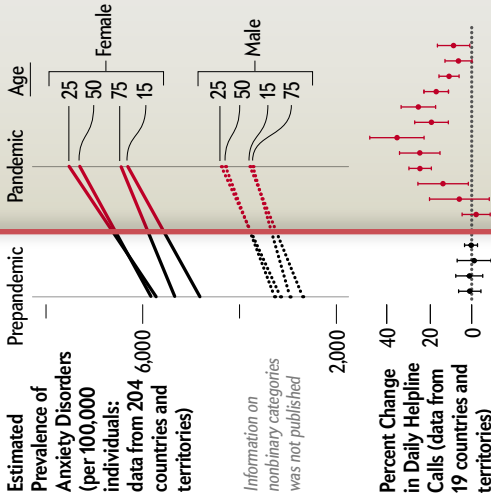 Prepandemic
Pandemic
Age
Estimated
Prevalence of
Anxiety Disorders
(per 100,000
individuals:
data from 204
countries and
territories)
6,000
2,000
25
50
75
15
Female
25
50
15
75
Male
Information on
nonbinary categories
was not published
Percent Change
in Daily Helpline
Calls (data from
19 countries and
territories)
40
20
0